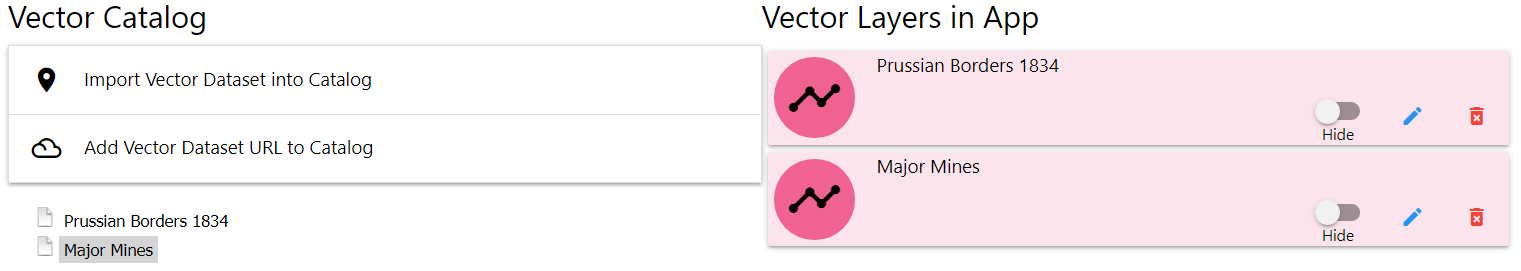 Vector Catalog
Import Vector Dataset into Catalog
Add Vector Dataset URL to Catalog
Prussian Borders 1834
Major Mines
Vector Layers in App
Prussian Borders 1834
Hide
Major Mines
Hide